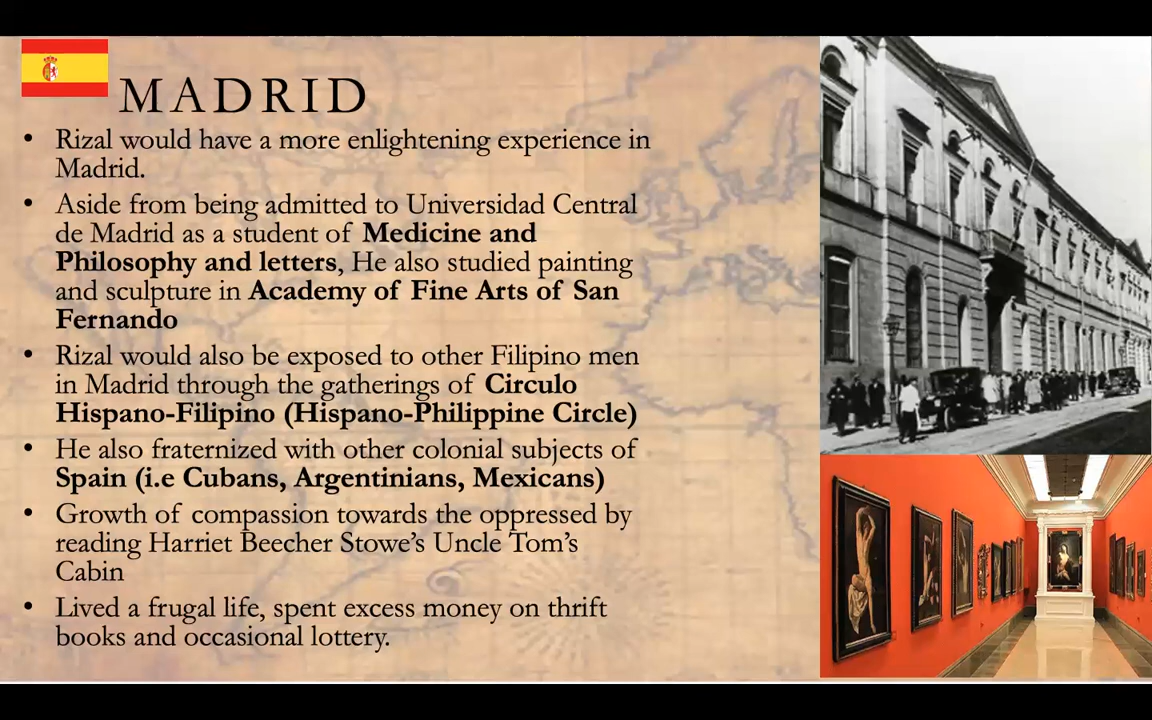 MADRID
• Rizal would have a more enlightening experience in
Madrid.
• Aside from being admitted to Universidad Central
de Madrid as a student of Medicine and
Philosophy and letters, He also studied painting
and sculpture in Academy of Fine Arts of San
Fernando
• Rizal would also be exposed to other Filipino men
in Madrid through the gatherings of Circulo
Hispano-Filipino (Hispano-Philippine Circle)
• He also fraternized with other colonial subjects of
Spain (i.e Cubans, Argentinians, Mexicans)
• Growth of compassion towards the oppressed by
reading Harriet Beecher Stowe’s Uncle Tom’s
Cabin
• Lived a frugal life, spent excess money on thrift
books and occasional lottery.